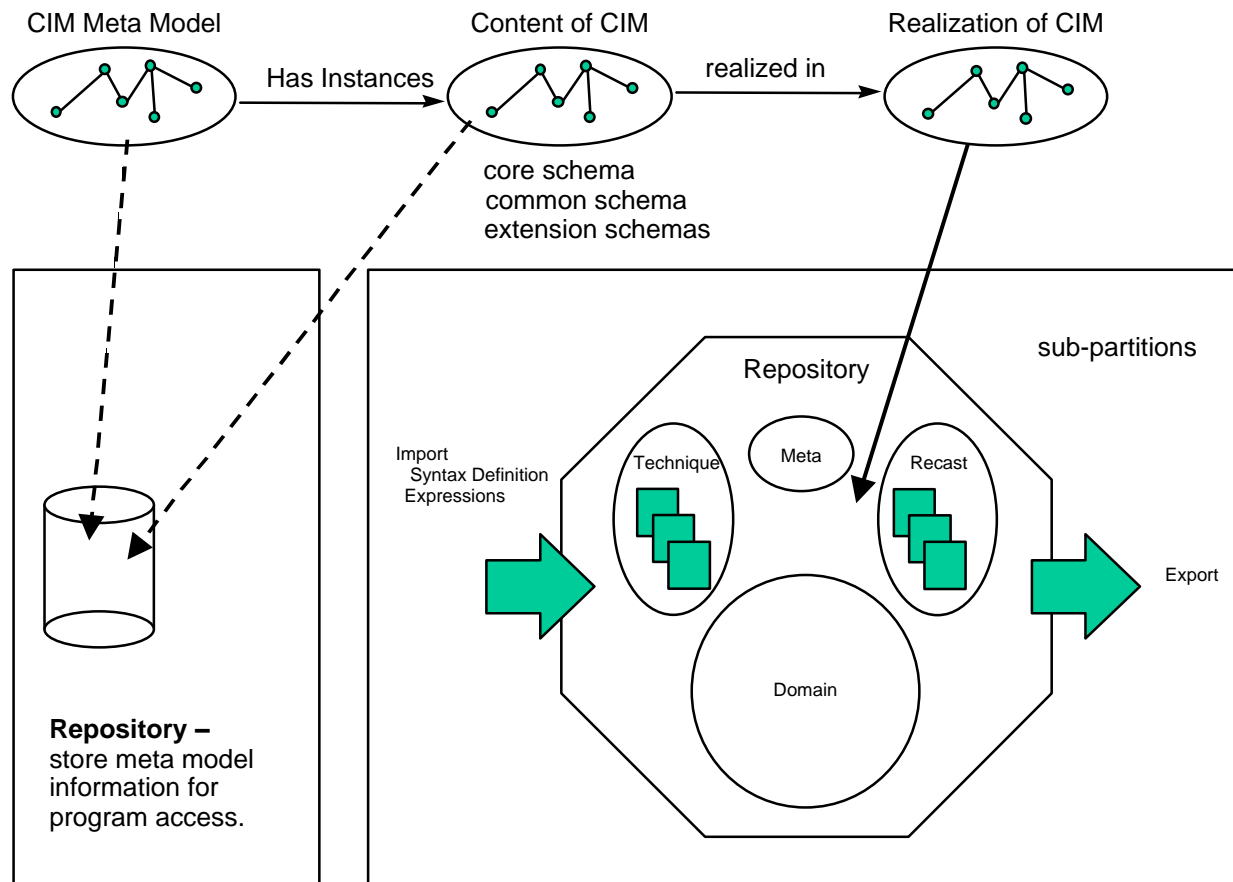 CIM Meta Model
Content of CIM
Realization of CIM
Has Instances
realized in
core schema
common schema
extension schemas
sub-partitions
Repository
Import
Syntax Definition
Expressions
Technique
Meta
Recast
Export
Domain
Repository –
store meta model
information for
program access.